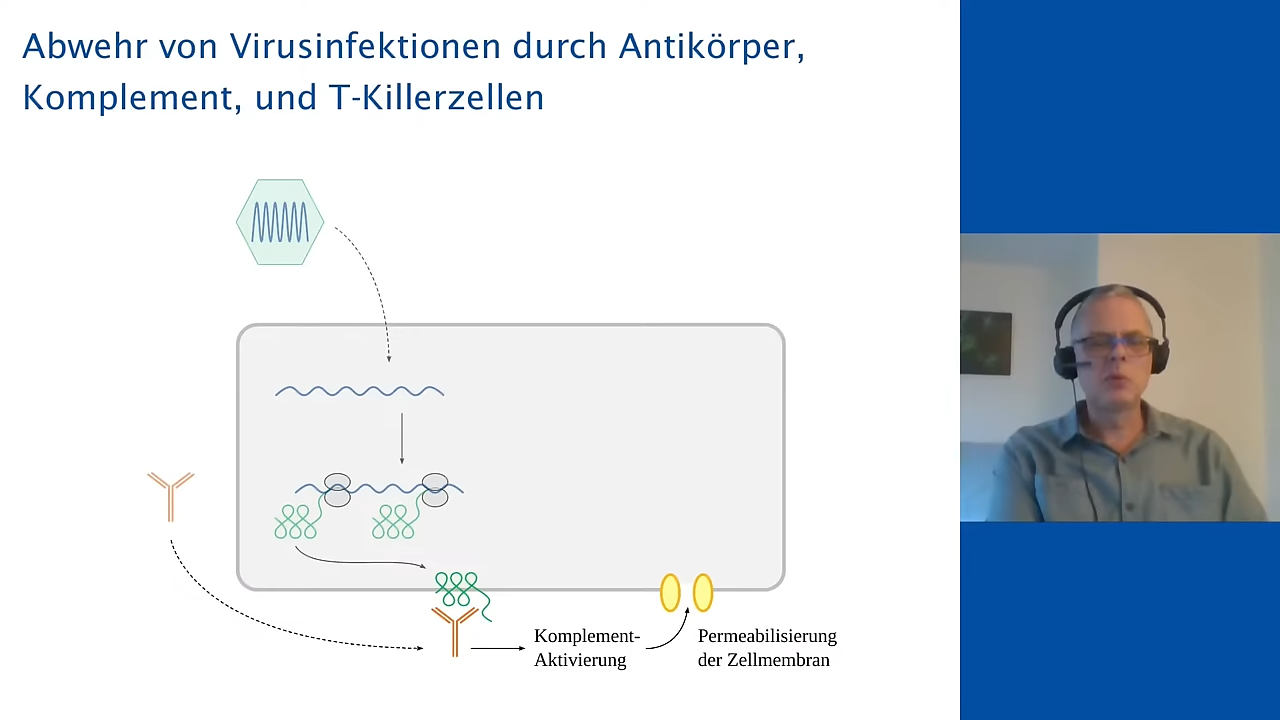 Abwehr von Virusinfektionen durch Antikörper,
Komplement, und T-Killerzellen
Komplement-
Aktivierung
Permeabilisierung
der Zellmembran